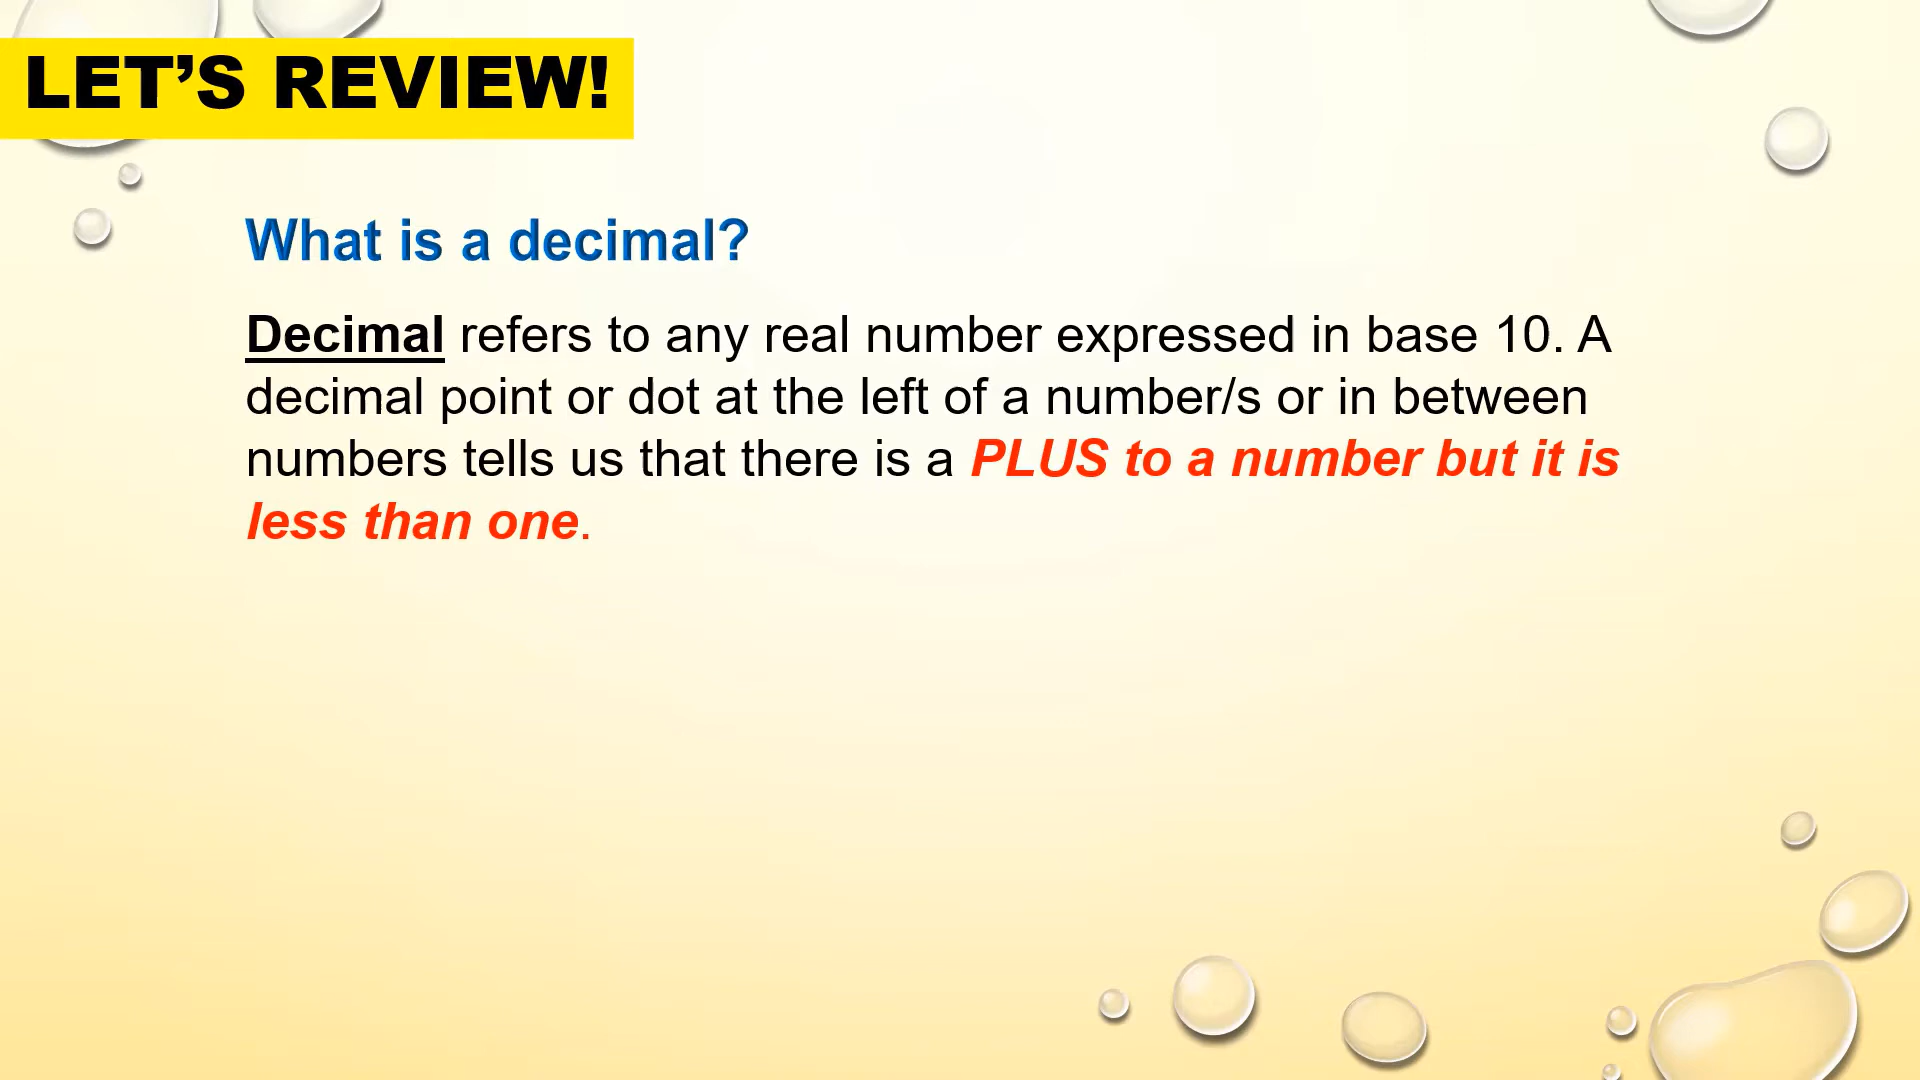 LET’S REVIEW!
What is a decimal?
Decimal refers to any real number expressed in base 10. A
decimal point or dot at the left of a number/s or in between
numbers tells us that there is a PLUS to a number but it is
less than one.